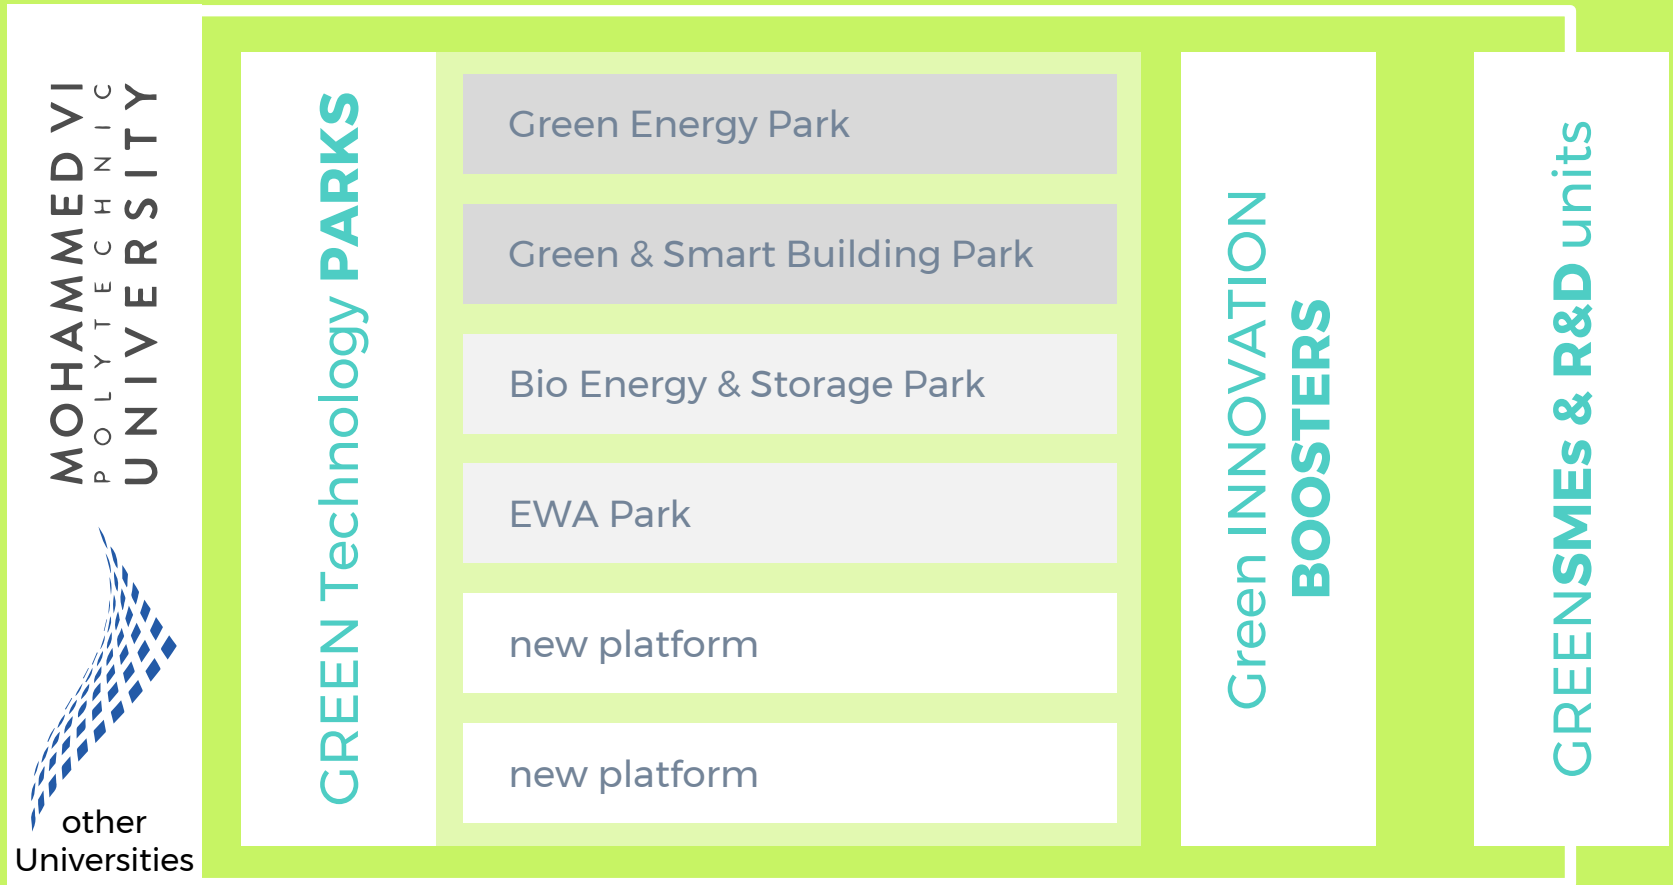 MOHAMMED VI
POLYTECHNIC
UNIVERSITY
other
Universities
GREEN Technology PARKS
Green Energy Park
Green & Smart Building Park
Bio Energy & Storage Park
EWA Park
new platform
new platform
Green INNOVATION
BOOSTERS
GREENSMEs & R&D units